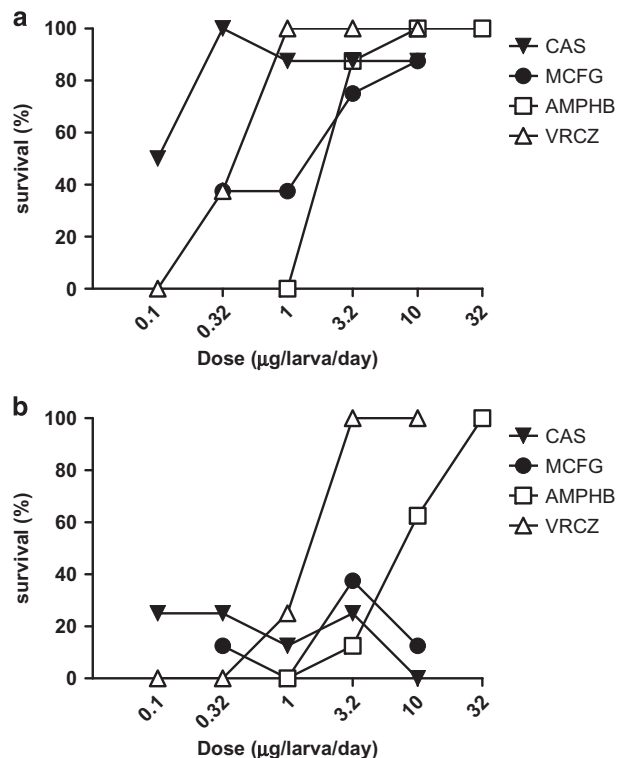 a
survival (%)
100
80
60
40
20
0
0.1
0.32
1
3.2
10
32
Dose (μg/larva/day)
CAS
MCFG
AMPHB
VRCZ
b
survival (%)
100
80
60
40
20
0
0.1
0.32
1
3.2
10
32
Dose (μg/larva/day)
CAS
MCFG
AMPHB
VRCZ